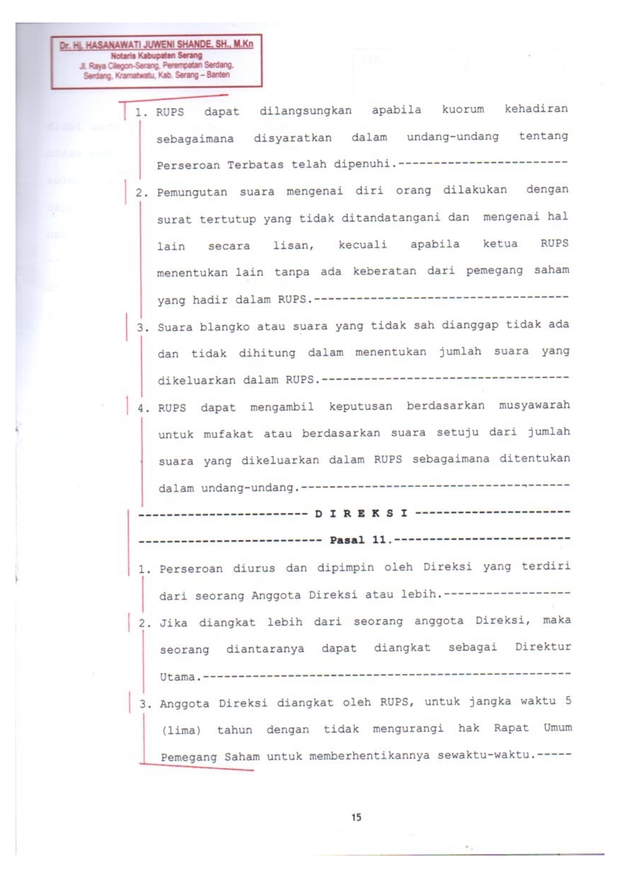 Dr. Hj. HASANAWATI JUWENI SHANDE, SH., M.Kn
Notaris Kabupaten Serang
Jl. Raya Cilegon-Serang, Perempatan Serdang,
Serdang, Kramatwatu, Kab. Serang – Banten
1. RUPS dapat dilangsungkan apabila kuorum kehadiran
sebagaimana disyaratkan dalam undang-undang tentang
Perseroan Terbatas telah dipenuhi.------------------------
2. Pemungutan suara mengenai diri orang dilakukan dengan
surat tertutup yang tidak ditandatangani dan mengenai hal
lain secara lisan, kecuali apabila ketua RUPS
menentukan lain tanpa ada keberatan dari pemegang saham
yang hadir dalam RUPS.------------------------------------
3. Suara blangko atau suara yang tidak sah dianggap tidak ada
dan tidak dihitung dalam menentukan jumlah suara yang
dikeluarkan dalam RUPS.-----------------------------------
4. RUPS dapat mengambil keputusan berdasarkan musyawarah
untuk mufakat atau berdasarkan suara setuju dari jumlah
suara yang dikeluarkan dalam RUPS sebagaimana ditentukan
dalam undang-undang.--------------------------------------
------------------------ D I R E K S I ----------------------
-------------------------- Pasal 11.-------------------------
1. Perseroan diurus dan dipimpin oleh Direksi yang terdiri
dari seorang Anggota Direksi atau lebih.------------------
2. Jika diangkat lebih dari seorang anggota Direksi, maka
seorang diantaranya dapat diangkat sebagai Direktur
Utama.----------------------------------------------------
3. Anggota Direksi diangkat oleh RUPS, untuk jangka waktu 5
(lima) tahun dengan tidak mengurangi hak Rapat Umum
Pemegang Saham untuk memberhentikannya sewaktu-waktu.-----
15